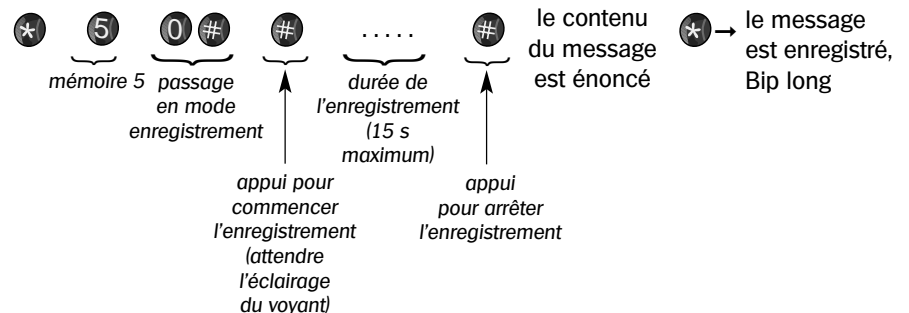 * 5 0 # # ..... # le contenu du message est énoncé * → le message est enregistré, Bip long
mémoire 5
passage
en mode
enregistrement
durée de
l'enregistrement
(15 s
maximum)
appui pour
commencer
l'enregistrement
(attendre
l'éclairage
du voyant)
appui
pour arrêter
l'enregistrement